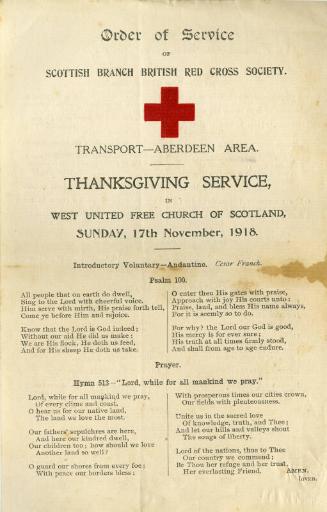 Order of Service
OF
SCOTTISH BRANCH BRITISH RED CROSS SOCIETY.
TRANSPORT—ABERDEEN AREA.
THANKSGIVING SERVICE,
IN
WEST UNITED FREE CHURCH OF SCOTLAND,
SUNDAY, 17th November, 1918.
Introductory Voluntary—Andantino. Cesar Franck.
Psalm 100.
All people that on earth do dwell,
Sing to the Lord with cheerful voice.
Him serve with mirth, His praise forth tell,
Come ye before Him and rejoice.
Know that the Lord is God indeed;
Without our aid He did us make:
We are His flock, He doth us feed,
And for His sheep He doth us take.
O enter then His gates with praise,
Approach with joy His courts unto:
Praise, laud, and bless His name always,
For it is seemly so to do.
For why? the Lord our God is good,
His mercy is for ever sure;
His truth at all times firmly stood,
And shall from age to age endure.
Prayer.
Hymn 513—"Lord, while for all mankind we pray."
Lord, while for all mankind we pray,
Of every clime and coast,
O hear us for our native land,
The land we love the most.
Our fathers' sepulchres are here,
And here our kindred dwell,
Our children too; how should we love
Another land so well?
O guard our shores from every foe;
With peace our borders bless;
With prosperous times our cities crown,
Our fields with plenteousness.
Unite us in the sacred love
Of knowledge, truth, and Thee;
And let our hills and valleys shout
The songs of liberty.
Lord of the nations, thus to Thee
Our country we commend;
Be Thou her refuge and her trust,
Her everlasting Friend. AMEN.